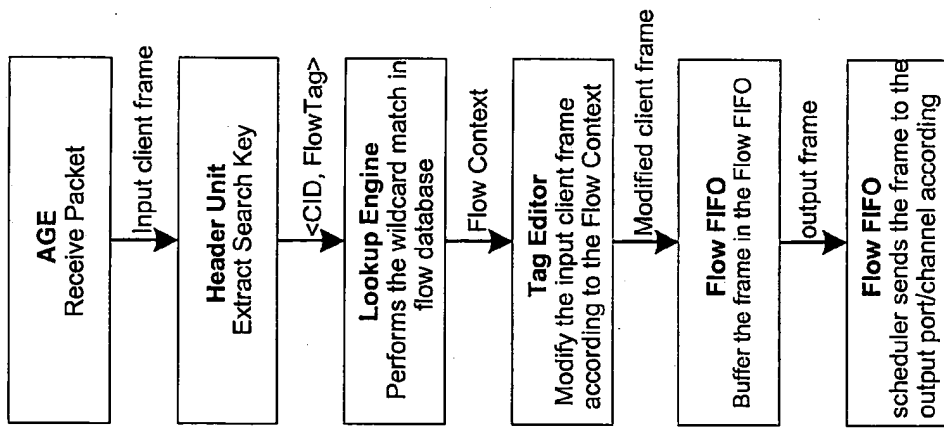 AGE
Receive Packet
Input client frame
Header Unit
Extract Search Key
<CID, FlowTag>
Lookup Engine
Performs the wildcard match in
flow database
Flow Context
Tag Editor
Modify the input client frame
according to the Flow Context
Modified client frame
Flow FIFO
Buffer the frame in the Flow FIFO
output frame
Flow FIFO
scheduler sends the frame to the
output port/channel according